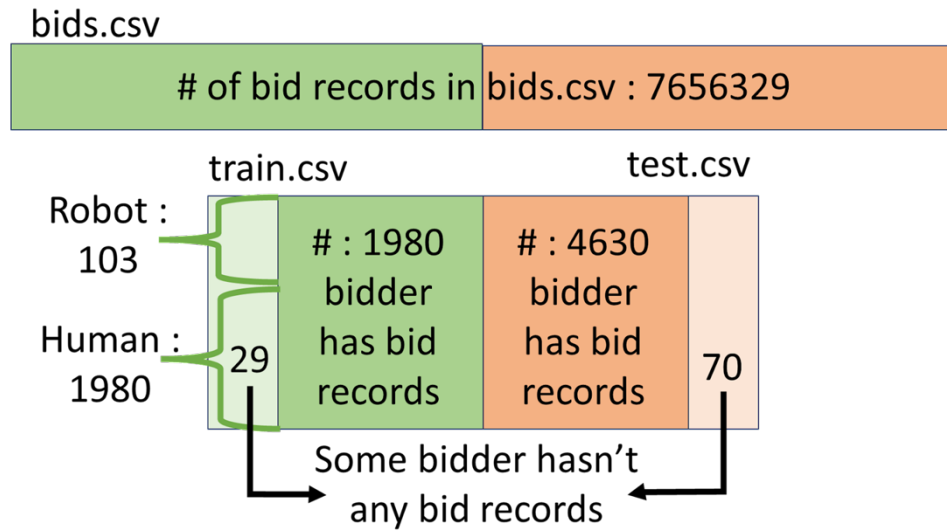 bids.csv
# of bid records in bids.csv : 7656329
train.csv
test.csv
Robot :
103
Human :
1980
29
# : 1980
bidder
has bid
records
# : 4630
bidder
has bid
records
70
Some bidder hasn't
any bid records